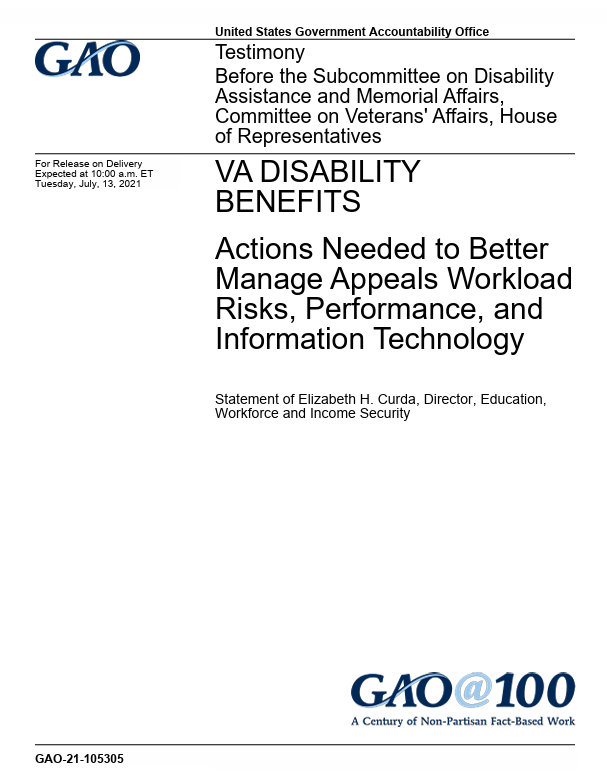 United States Government Accountability Office
GAO
Testimony
Before the Subcommittee on Disability
Assistance and Memorial Affairs,
Committee on Veterans' Affairs, House
of Representatives
For Release on Delivery
Expected at 10:00 a.m. ET
Tuesday, July, 13, 2021
VA DISABILITY
BENEFITS
Actions Needed to Better
Manage Appeals Workload
Risks, Performance, and
Information Technology
Statement of Elizabeth H. Curda, Director, Education,
Workforce and Income Security
GAO@100
A Century of Non-Partisan Fact-Based Work
GAO-21-105305